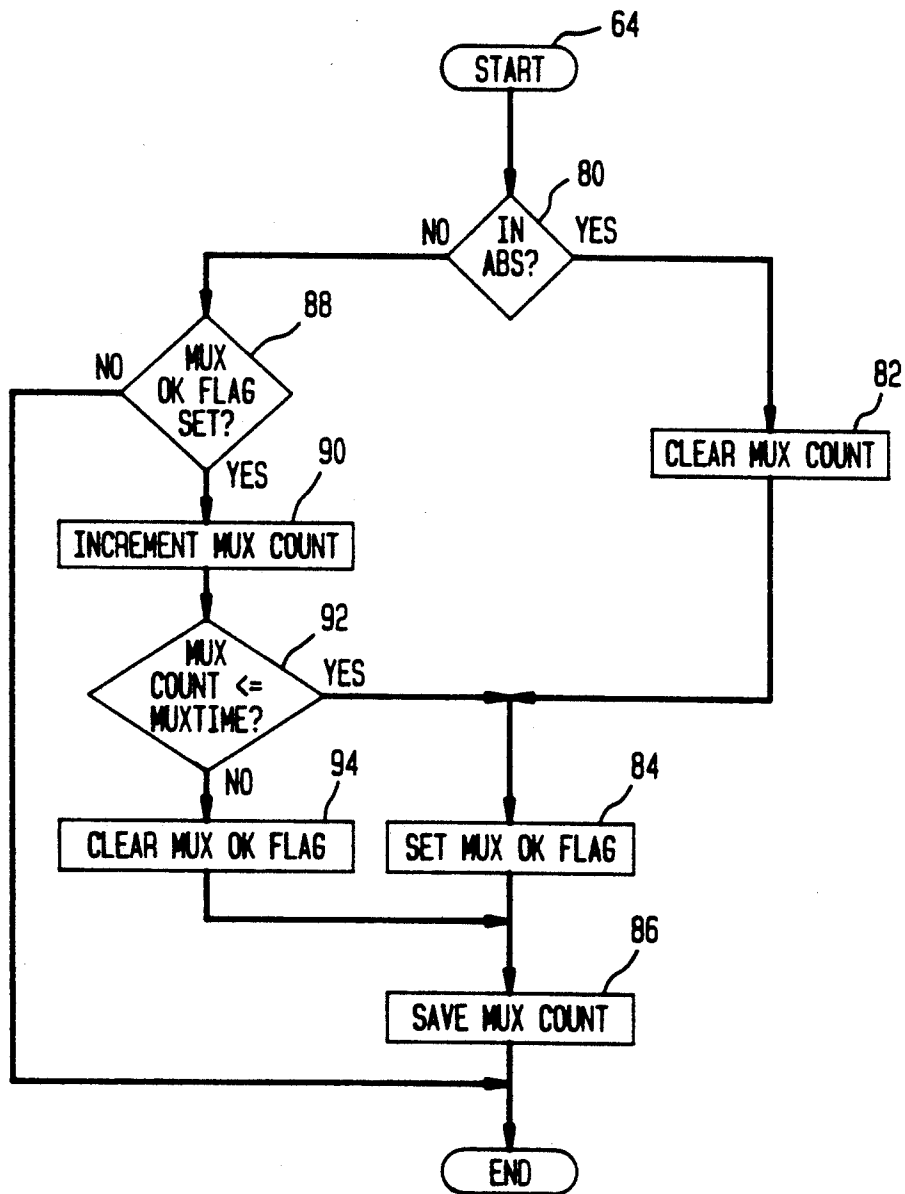 64
START
80
IN
ABS?
NO
YES
88
MUX
OK FLAG
SET?
NO
YES
82
CLEAR MUX COUNT
90
INCREMENT MUX COUNT
92
MUX
COUNT <=
MUXTIME?
YES
NO
94
CLEAR MUX OK FLAG
84
SET MUX OK FLAG
86
SAVE MUX COUNT
END